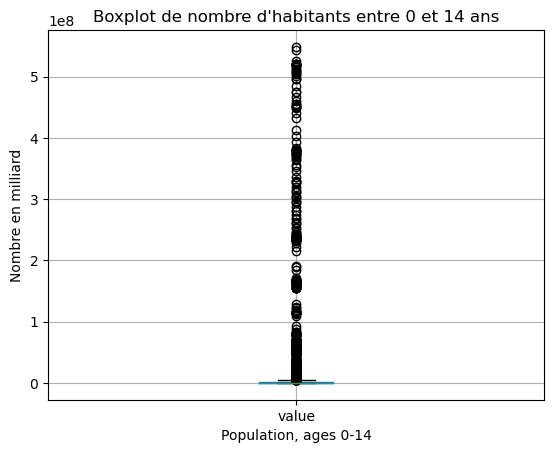 Boxplot de nombre d'habitants entre 0 et 14 ans
1e8
5
4
3
2
1
0
Nombre en milliard
value
Population, ages 0-14